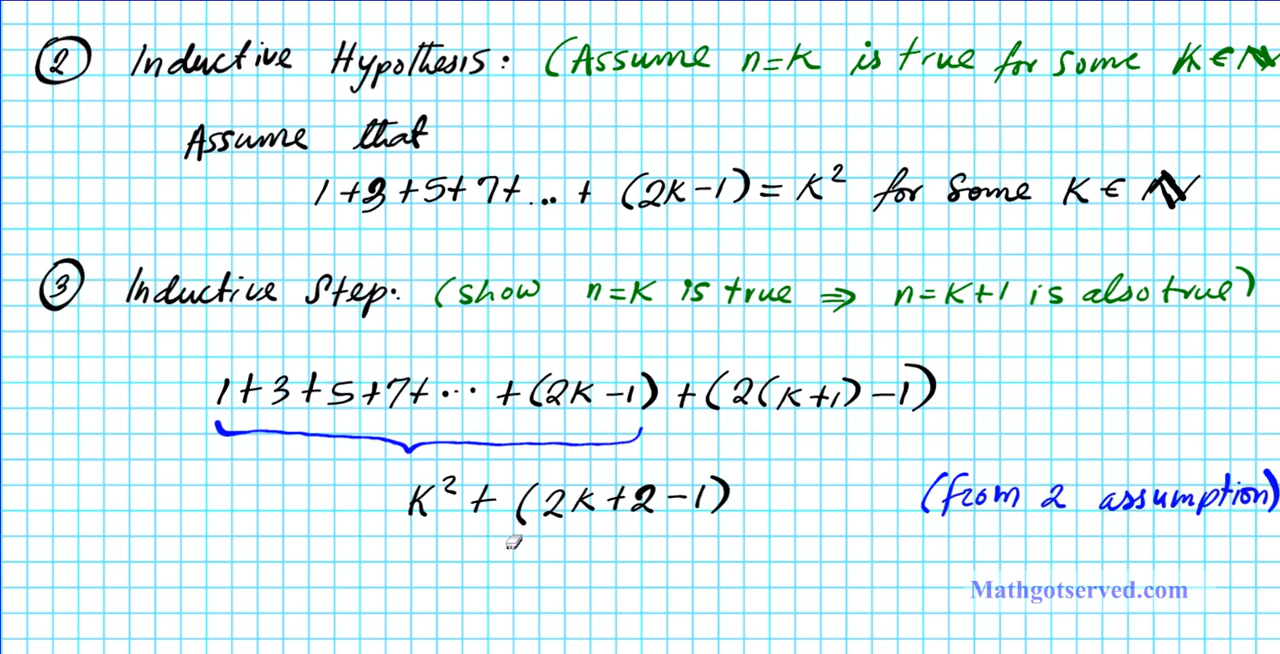 ② Inductive Hypothesis: (Assume n=k is true for some k∈ℕ
Assume that
1+3+5+7+...+(2k-1)=k² for some k∈ℕ
③ Inductive Step: (show n=k is true ⇒ n=k+1 is also true)
1+3+5+7+···+(2k-1)+(2(k+1)-1)
k²+(2k+2-1) (from 2 assumption)
Mathgotserved.com